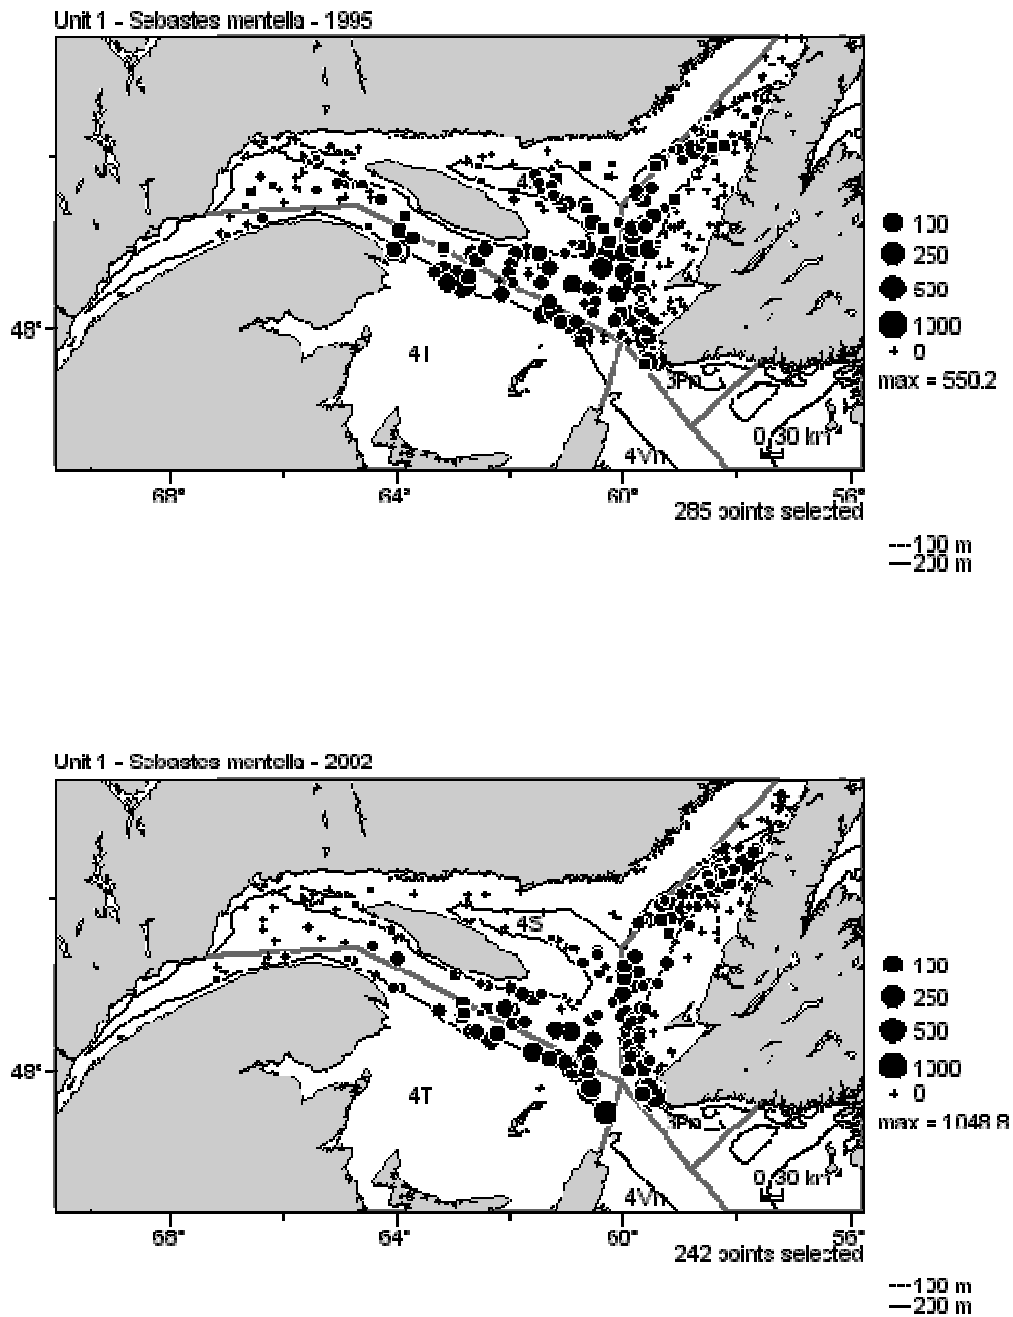 Unit 1 - Sebastes mentella - 1995
4T
3Pn
4Vn
0 30 km
48°
68°
64°
60°
56°
100
250
500
1000
+ 0
max = 550.2
285 points selected
---100 m
—200 m
Unit 1 - Sebastes mentella - 2002
4S
4T
3Pn
4Vn
0 30 km
48°
68°
64°
60°
56°
100
250
500
1000
+ 0
max = 1048.8
242 points selected
---100 m
—200 m